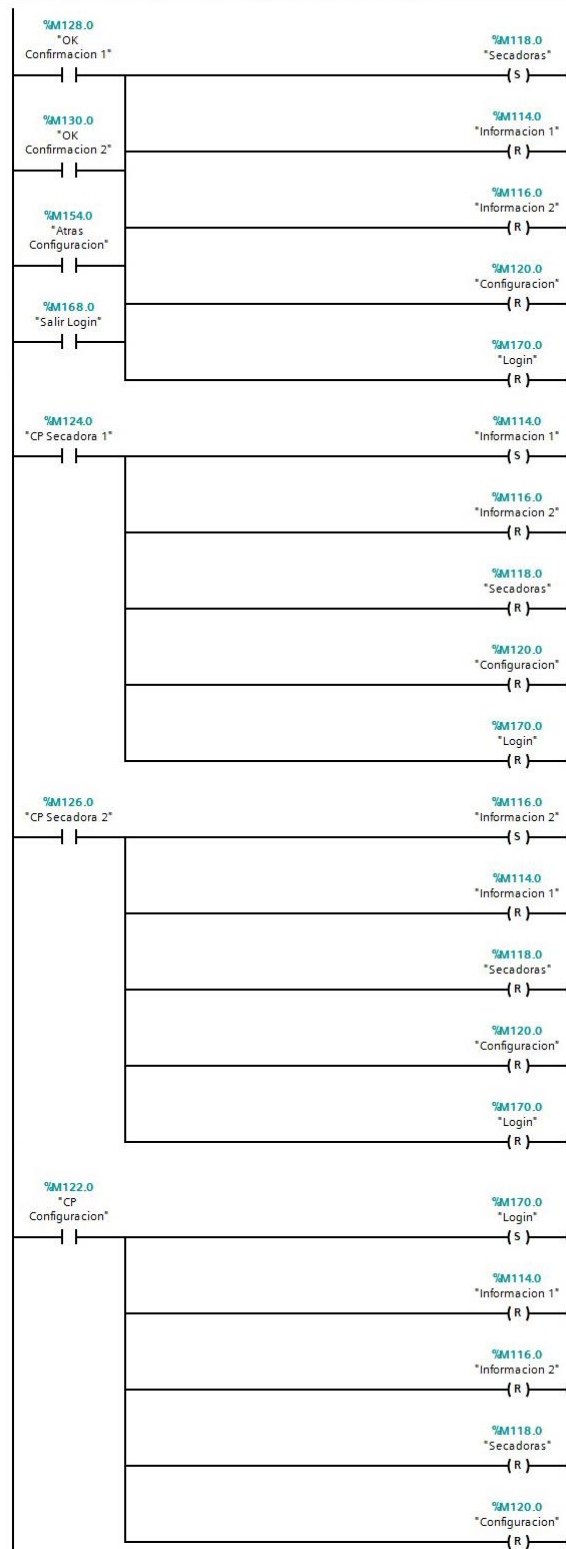 %M128.0
"OK
Confirmacion 1"
%M118.0
"Secadoras"
S
%M130.0
"OK
Confirmacion 2"
%M114.0
"Informacion 1"
R
%M116.0
"Informacion 2"
R
%M154.0
"Atras
Configuracion"
%M120.0
"Configuracion"
R
%M168.0
"Salir Login"
%M170.0
"Login"
R
%M124.0
"CP Secadora 1"
%M114.0
"Informacion 1"
S
%M116.0
"Informacion 2"
R
%M118.0
"Secadoras"
R
%M120.0
"Configuracion"
R
%M170.0
"Login"
R
%M126.0
"CP Secadora 2"
%M116.0
"Informacion 2"
S
%M114.0
"Informacion 1"
R
%M118.0
"Secadoras"
R
%M120.0
"Configuracion"
R
%M170.0
"Login"
R
%M122.0
"CP
Configuracion"
%M170.0
"Login"
S
%M114.0
"Informacion 1"
R
%M116.0
"Informacion 2"
R
%M118.0
"Secadoras"
R
%M120.0
"Configuracion"
R